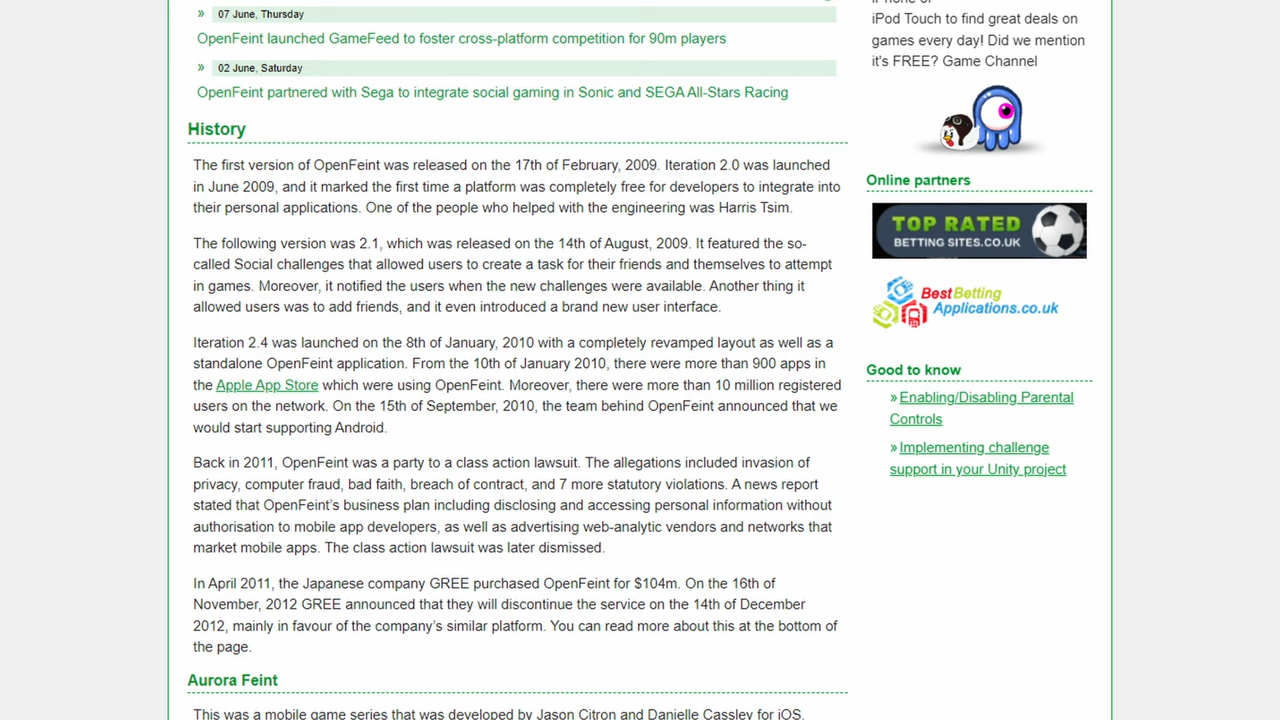 » 07 June, Thursday
OpenFeint launched GameFeed to foster cross-platform competition for 90m players
» 02 June, Saturday
OpenFeint partnered with Sega to integrate social gaming in Sonic and SEGA All-Stars Racing
History
The first version of OpenFeint was released on the 17th of February, 2009. Iteration 2.0 was launched
in June 2009, and it marked the first time a platform was completely free for developers to integrate into
their personal applications. One of the people who helped with the engineering was Harris Tsim.
The following version was 2.1, which was released on the 14th of August, 2009. It featured the so-
called Social challenges that allowed users to create a task for their friends and themselves to attempt
in games. Moreover, it notified the users when the new challenges were available. Another thing it
allowed users was to add friends, and it even introduced a brand new user interface.
Iteration 2.4 was launched on the 8th of January, 2010 with a completely revamped layout as well as a
standalone OpenFeint application. From the 10th of January 2010, there were more than 900 apps in
the Apple App Store which were using OpenFeint. Moreover, there were more than 10 million registered
users on the network. On the 15th of September, 2010, the team behind OpenFeint announced that we
would start supporting Android.
Back in 2011, OpenFeint was a party to a class action lawsuit. The allegations included invasion of
privacy, computer fraud, bad faith, breach of contract, and 7 more statutory violations. A news report
stated that OpenFeint’s business plan including disclosing and accessing personal information without
authorisation to mobile app developers, as well as advertising web-analytic vendors and networks that
market mobile apps. The class action lawsuit was later dismissed.
In April 2011, the Japanese company GREE purchased OpenFeint for $104m. On the 16th of
November, 2012 GREE announced that they will discontinue the service on the 14th of December
2012, mainly in favour of the company’s similar platform. You can read more about this at the bottom of
the page.
Aurora Feint
This was a mobile game series that was developed by Jason Citron and Danielle Cassley for iOS.
iPhone or
iPod Touch to find great deals on
games every day! Did we mention
it's FREE? Game Channel
Online partners
TOP RATED
BETTING SITES.CO.UK
BestBetting
Applications.co.uk
Good to know
» Enabling/Disabling Parental
Controls
» Implementing challenge
support in your Unity project